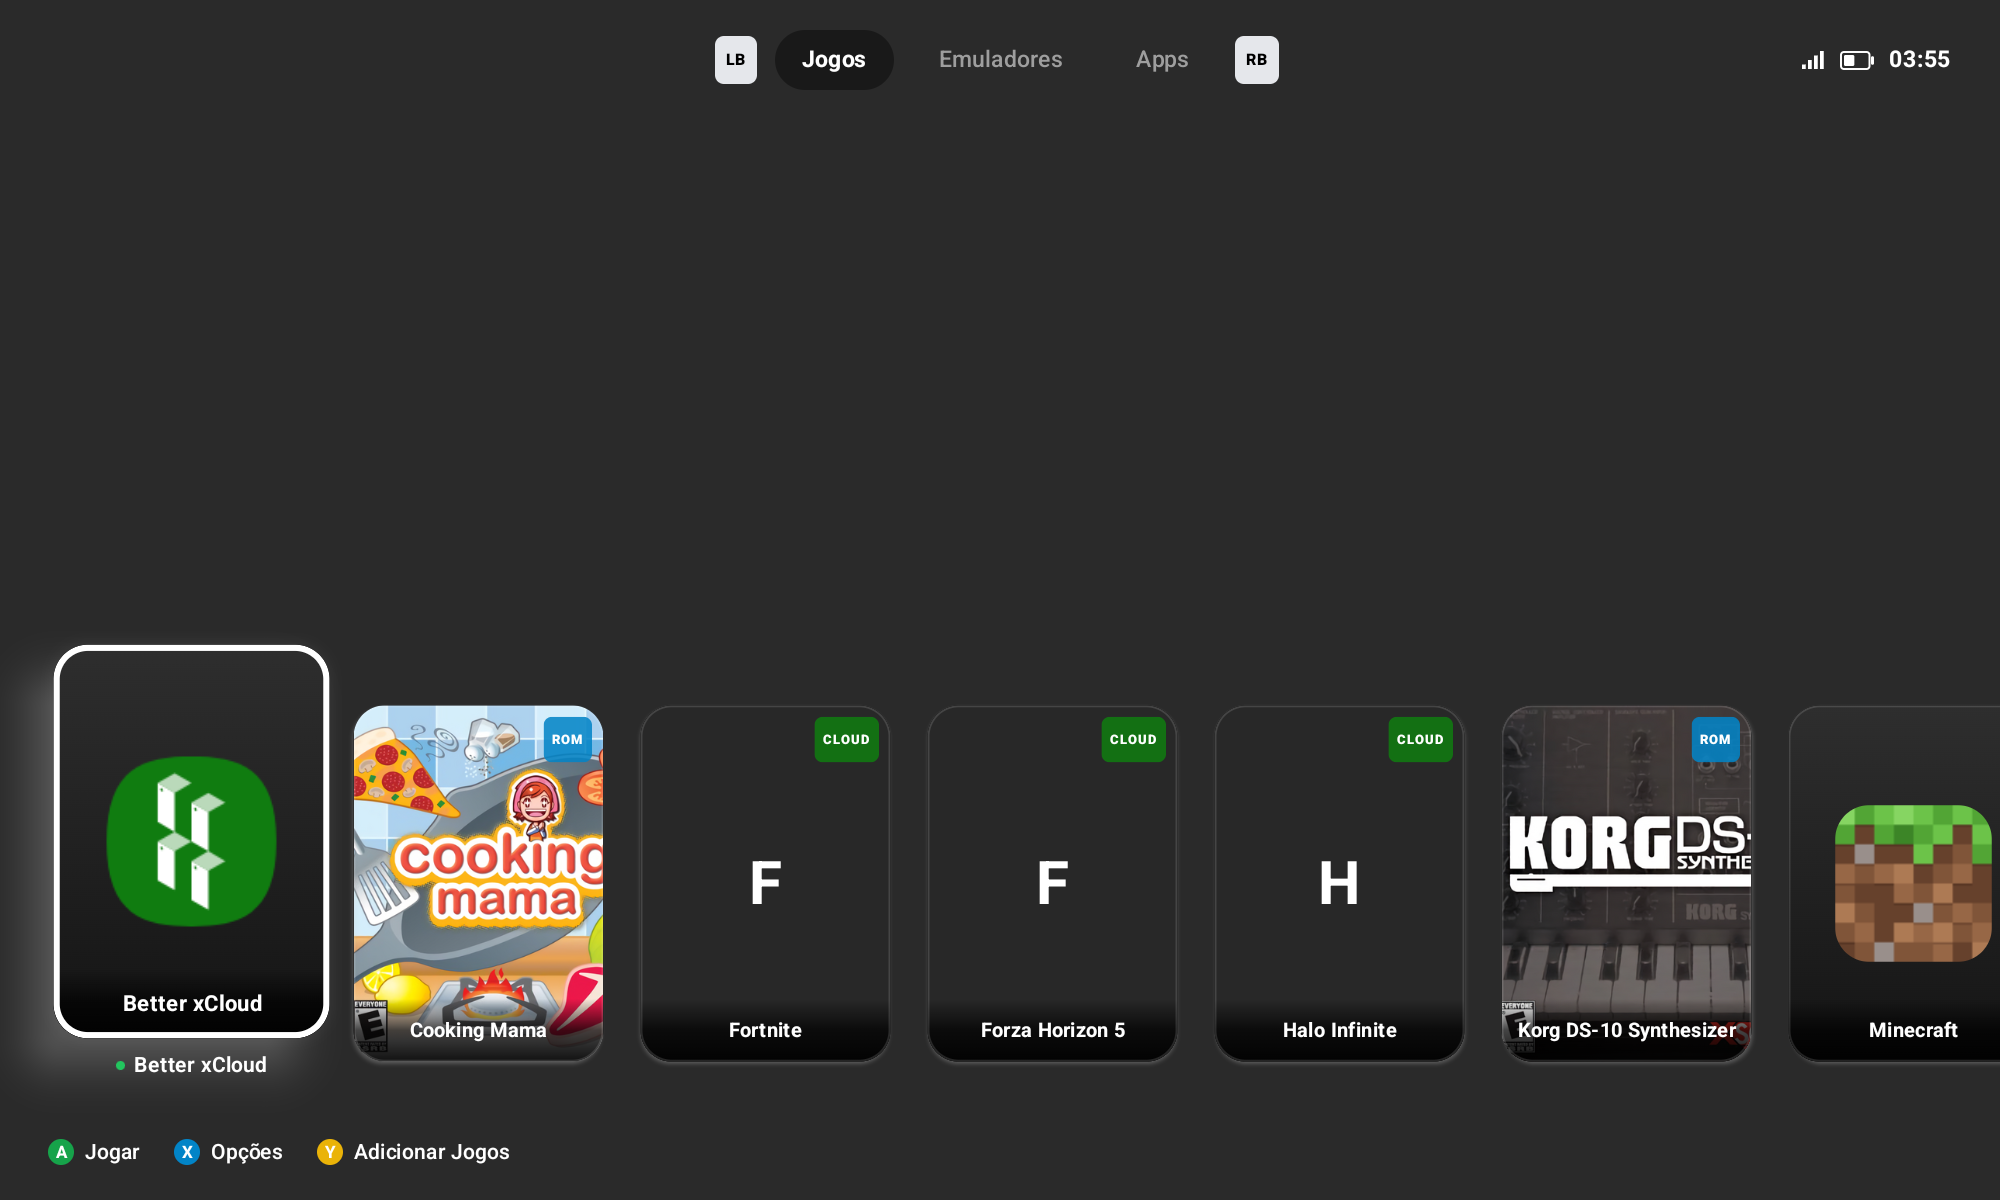 LB Jogos Emuladores Apps RB 03:55
ROM CLOUD CLOUD CLOUD ROM
cooking
mama
F F H
KORG DS-
SYNTHE
KORG
EVERYONE
E
Better xCloud
Cooking Mama Fortnite Forza Horizon 5 Halo Infinite Korg DS-10 Synthesizer Minecraft
Better xCloud
A Jogar X Opções Y Adicionar Jogos